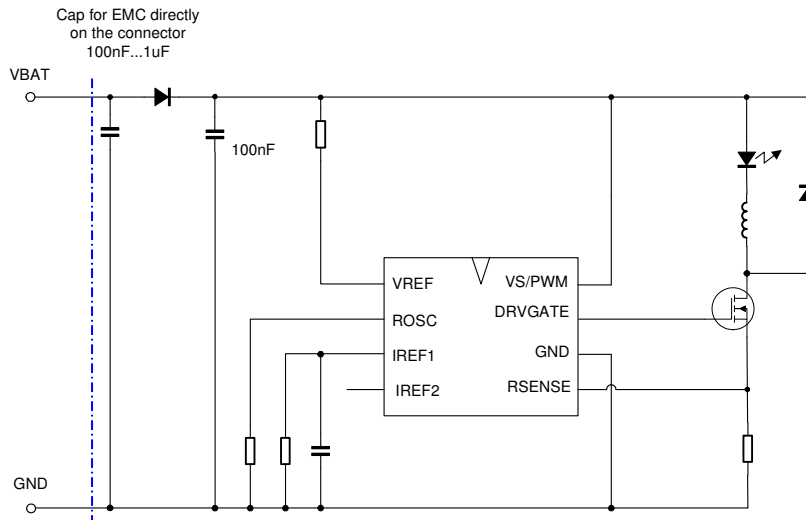 Cap for EMC directly
on the connector
100nF...1uF
VBAT
100nF
VREF
VS/PWM
ROSC
DRVGATE
IREF1
GND
IREF2
RSENSE
GND